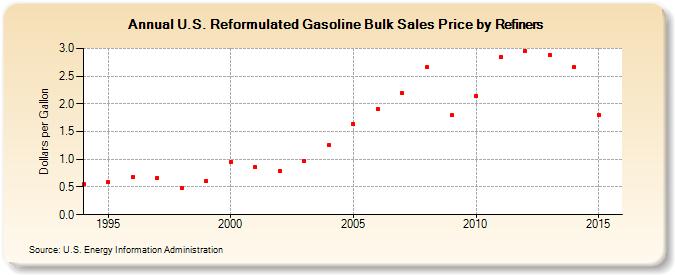 Annual U.S. Reformulated Gasoline Bulk Sales Price by Refiners
Dollars per Gallon
3.0
2.5
2.0
1.5
1.0
0.5
0.0
1995 2000 2005 2010 2015
Source: U.S. Energy Information Administration